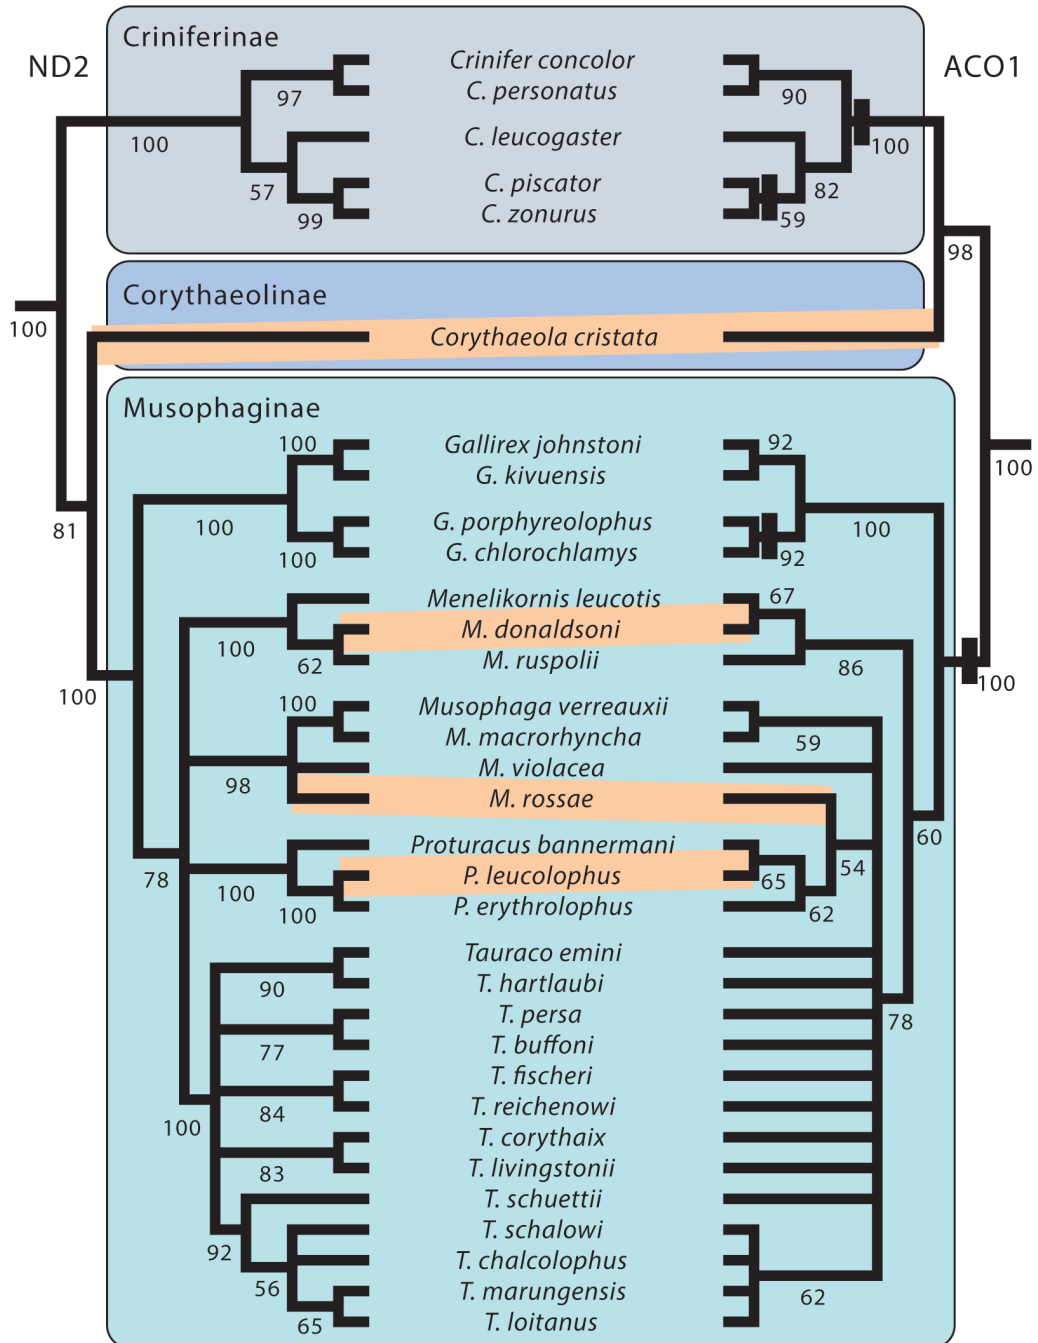 Criniferinae
ND2
ACO1
Crinifer concolor
97
C. personatus
90
100
C. leucogaster
100
57
C. piscator
82
99
C. zonurus
59
98
Corythaeolinae
100
Corythaeola cristata
Musophaginae
100
Gallirex johnstoni
92
G. kivuensis
100
81
100
G. porphyreolophus
100
100
G. chlorochlamys
92
Menelikornis leucotis
67
M. donaldsoni
100
62
M. ruspolii
86
100
100
100
Musophaga verreauxii
M. macrorhyncha
59
98
M. violacea
M. rossae
60
Proturacus bannermani
78
100
P. leucolophus
65
54
100
P. erythrolophus
62
Tauraco emini
90
T. hartlaubi
T. persa
78
77
T. buffoni
T. fischeri
84
T. reichenowi
100
T. corythaix
83
T. livingstonii
T. schuettii
92
T. schalowi
56
T. chalcolophus
T. marungensis
62
65
T. loitanus